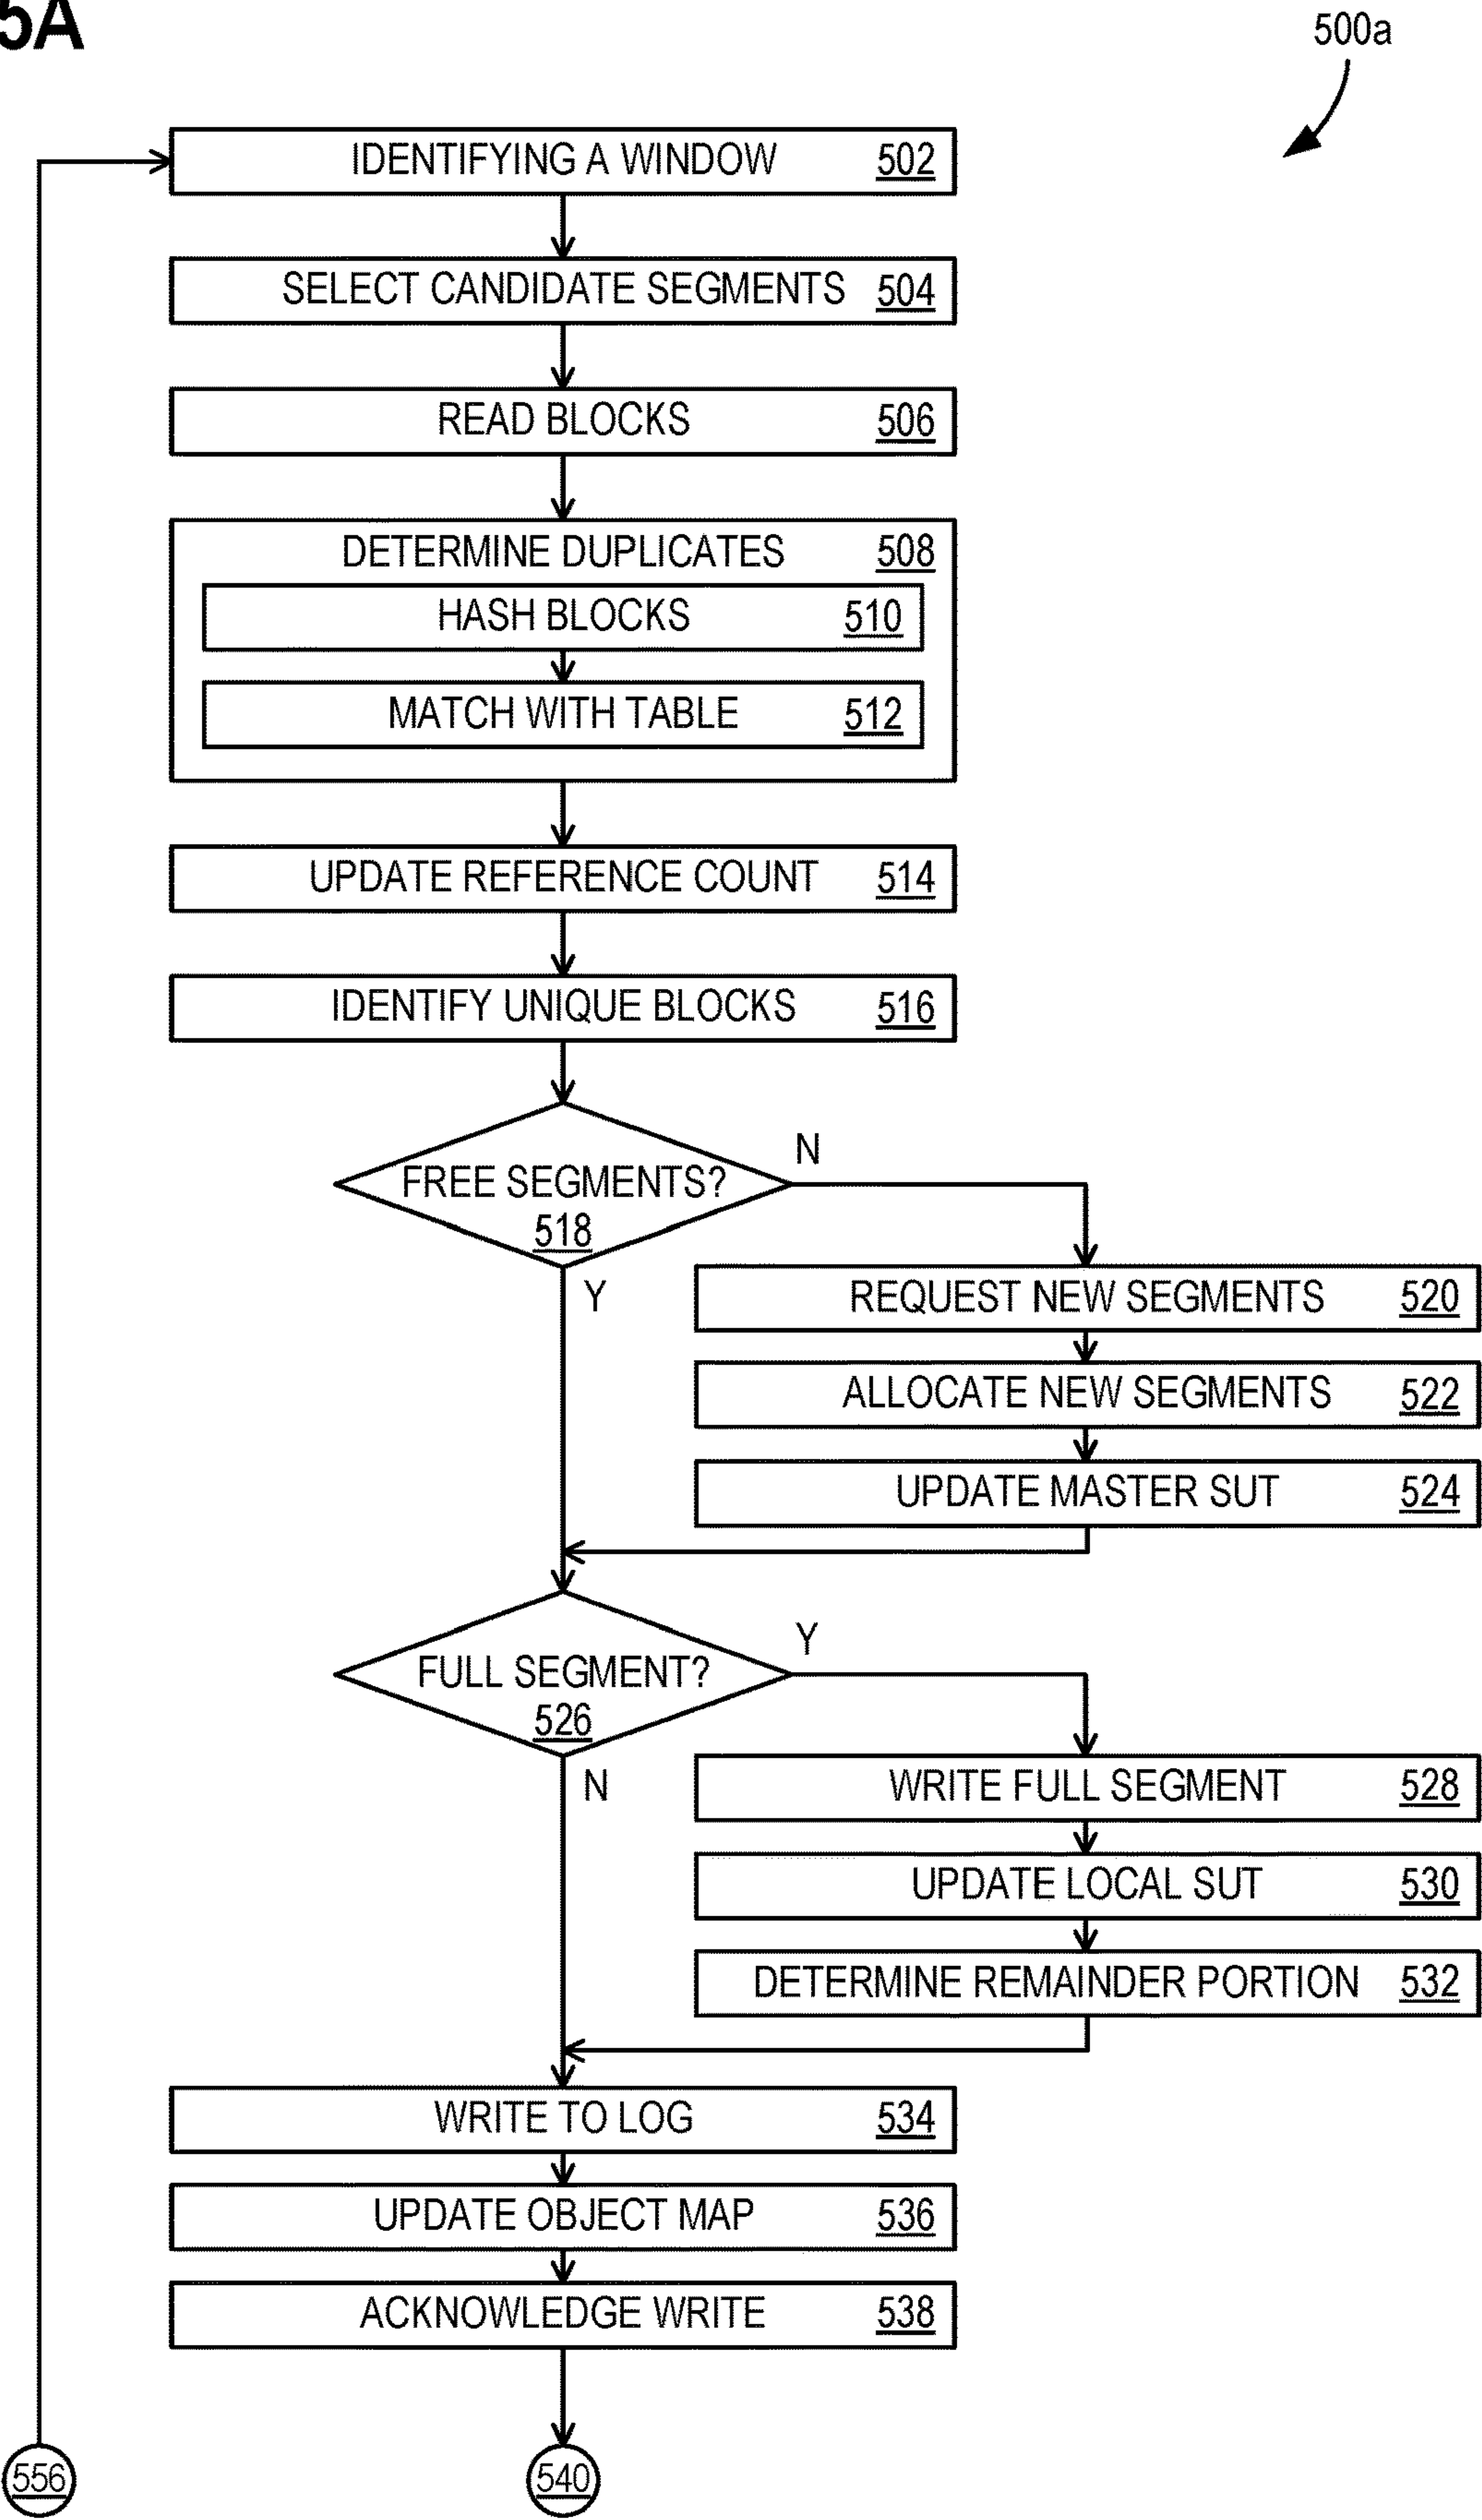 5A
500a
IDENTIFYING A WINDOW 502
SELECT CANDIDATE SEGMENTS 504
READ BLOCKS 506
DETERMINE DUPLICATES 508
HASH BLOCKS 510
MATCH WITH TABLE 512
UPDATE REFERENCE COUNT 514
IDENTIFY UNIQUE BLOCKS 516
N
FREE SEGMENTS?
518
Y
REQUEST NEW SEGMENTS 520
ALLOCATE NEW SEGMENTS 522
UPDATE MASTER SUT 524
Y
FULL SEGMENT?
526
N
WRITE FULL SEGMENT 528
UPDATE LOCAL SUT 530
DETERMINE REMAINDER PORTION 532
WRITE TO LOG 534
UPDATE OBJECT MAP 536
ACKNOWLEDGE WRITE 538
556
540